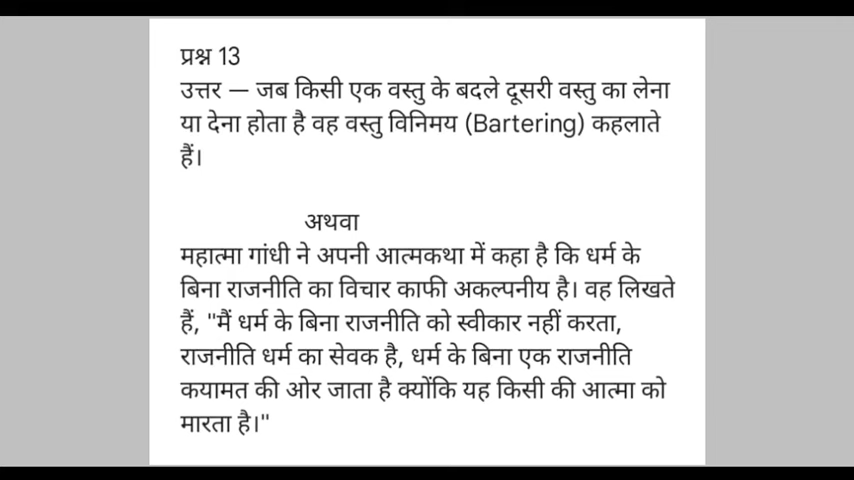 प्रश्न 13
उत्तर — जब किसी एक वस्तु के बदले दूसरी वस्तु का लेना
या देना होता है वह वस्तु विनिमय (Bartering) कहलाते
हैं।
अथवा
महात्मा गांधी ने अपनी आत्मकथा में कहा है कि धर्म के
बिना राजनीति का विचार काफी अकल्पनीय है। वह लिखते
हैं, "मैं धर्म के बिना राजनीति को स्वीकार नहीं करता,
राजनीति धर्म का सेवक है, धर्म के बिना एक राजनीति
कयामत की ओर जाता है क्योंकि यह किसी की आत्मा को
मारता है।"